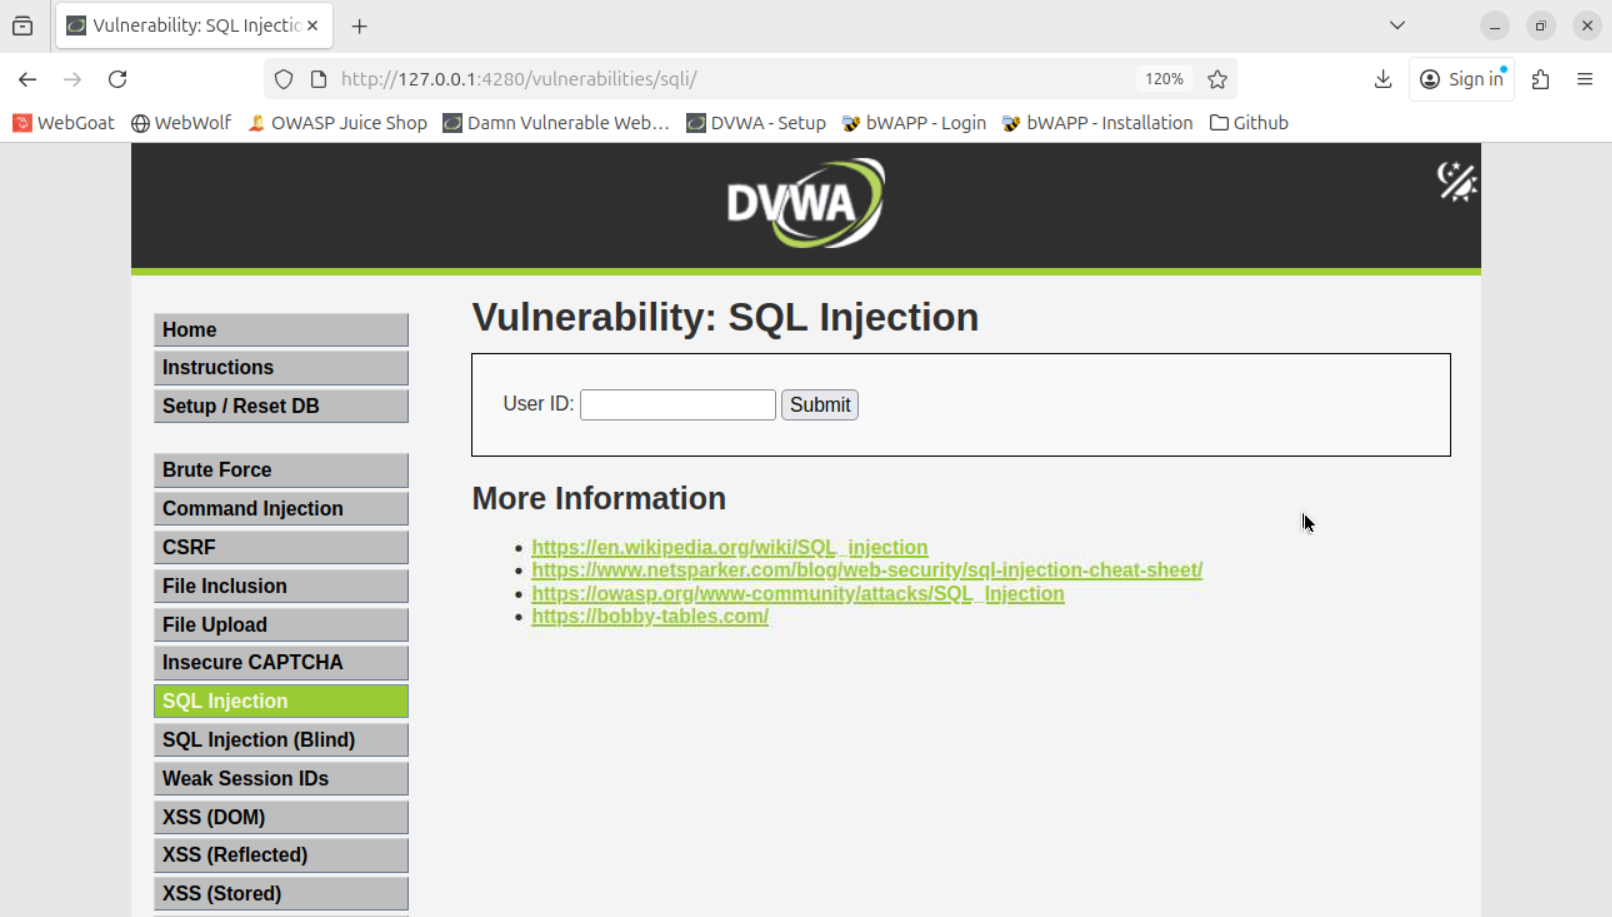 Vulnerability: SQL Injectio
http://127.0.0.1:4280/vulnerabilities/sqli/
120%
Sign in
WebGoat
WebWolf
OWASP Juice Shop
Damn Vulnerable Web…
DVWA - Setup
bWAPP - Login
bWAPP - Installation
Github
DVWA
Home
Instructions
Setup / Reset DB
Brute Force
Command Injection
CSRF
File Inclusion
File Upload
Insecure CAPTCHA
SQL Injection
SQL Injection (Blind)
Weak Session IDs
XSS (DOM)
XSS (Reflected)
XSS (Stored)
Vulnerability: SQL Injection
User ID:
Submit
More Information
https://en.wikipedia.org/wiki/SQL_injection
https://www.netsparker.com/blog/web-security/sql-injection-cheat-sheet/
https://owasp.org/www-community/attacks/SQL_Injection
https://bobby-tables.com/